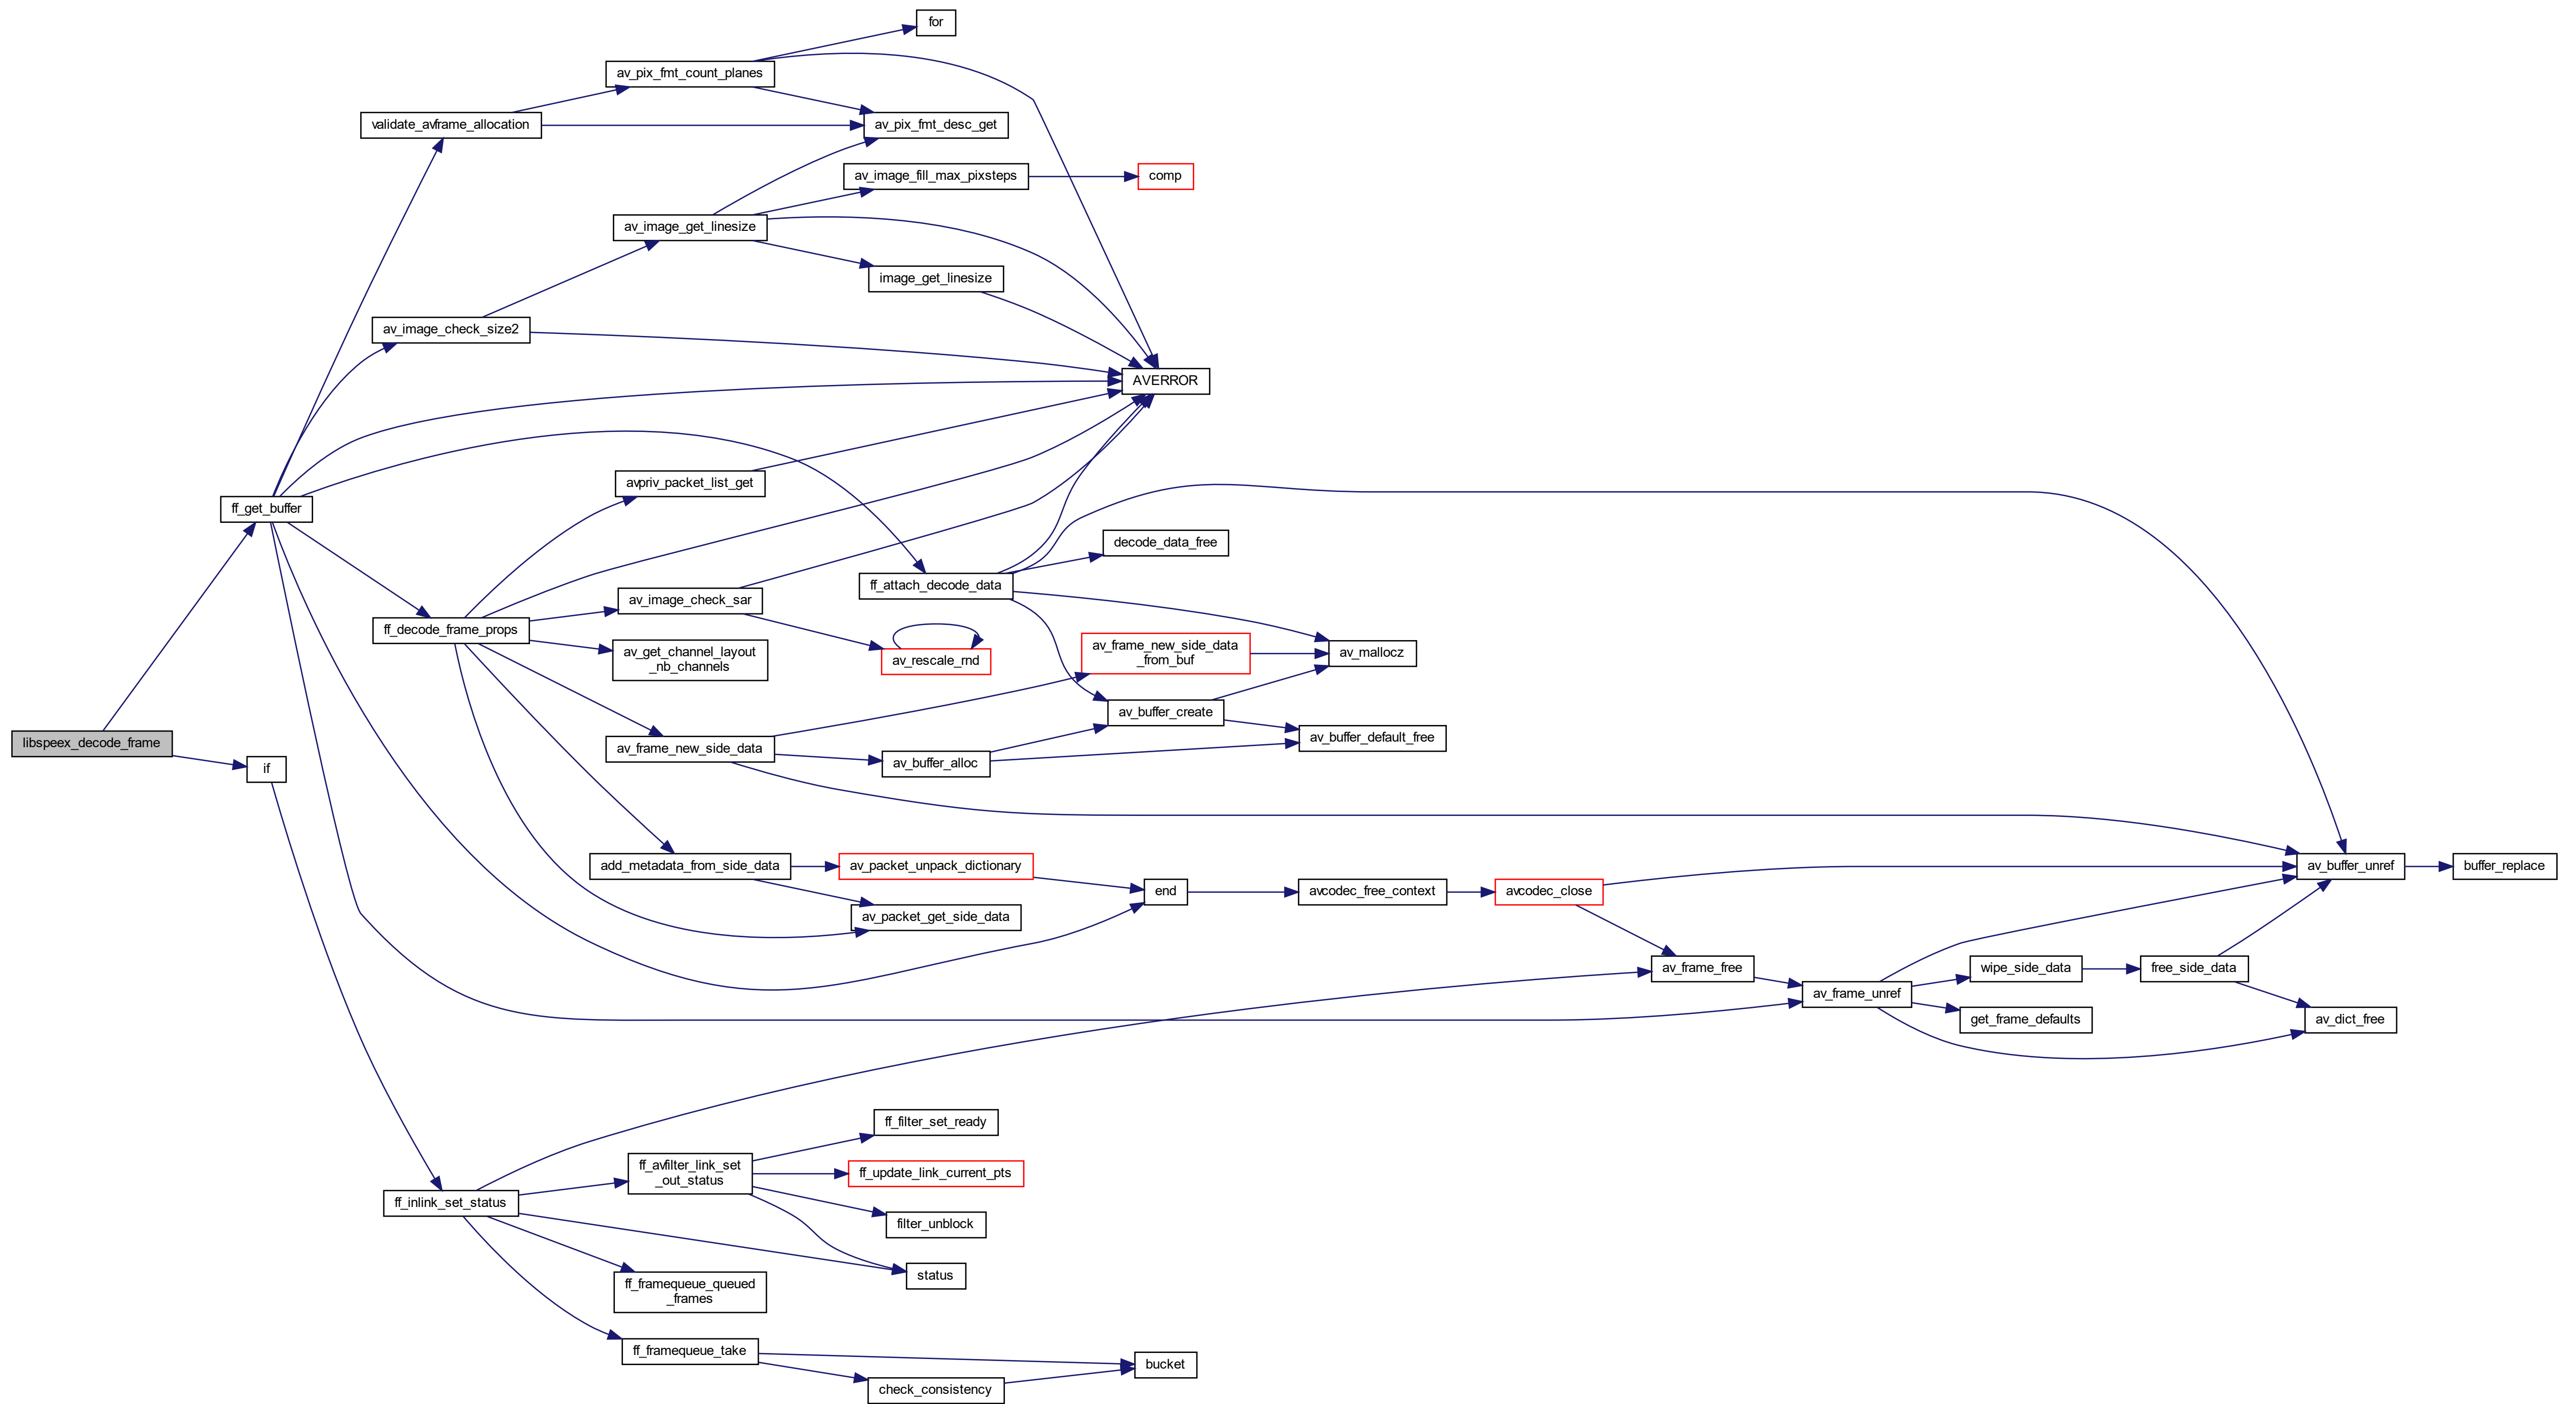 for
av_pix_fmt_count_planes
validate_avframe_allocation
av_pix_fmt_desc_get
av_image_fill_max_pixsteps
comp
av_image_get_linesize
image_get_linesize
av_image_check_size2
AVERROR
avpriv_packet_list_get
ff_get_buffer
decode_data_free
ff_attach_decode_data
av_image_check_sar
ff_decode_frame_props
av_get_channel_layout
_nb_channels
av_rescale_rnd
av_frame_new_side_data
_from_buf
av_mallocz
av_buffer_create
libspeex_decode_frame
av_frame_new_side_data
av_buffer_default_free
av_buffer_alloc
if
add_metadata_from_side_data
av_packet_unpack_dictionary
av_buffer_unref
buffer_replace
end
avcodec_free_context
avcodec_close
av_packet_get_side_data
av_frame_free
wipe_side_data
free_side_data
av_frame_unref
get_frame_defaults
av_dict_free
ff_filter_set_ready
ff_avfilter_link_set
_out_status
ff_update_link_current_pts
ff_inlink_set_status
filter_unblock
status
ff_framequeue_queued
_frames
ff_framequeue_take
bucket
check_consistency